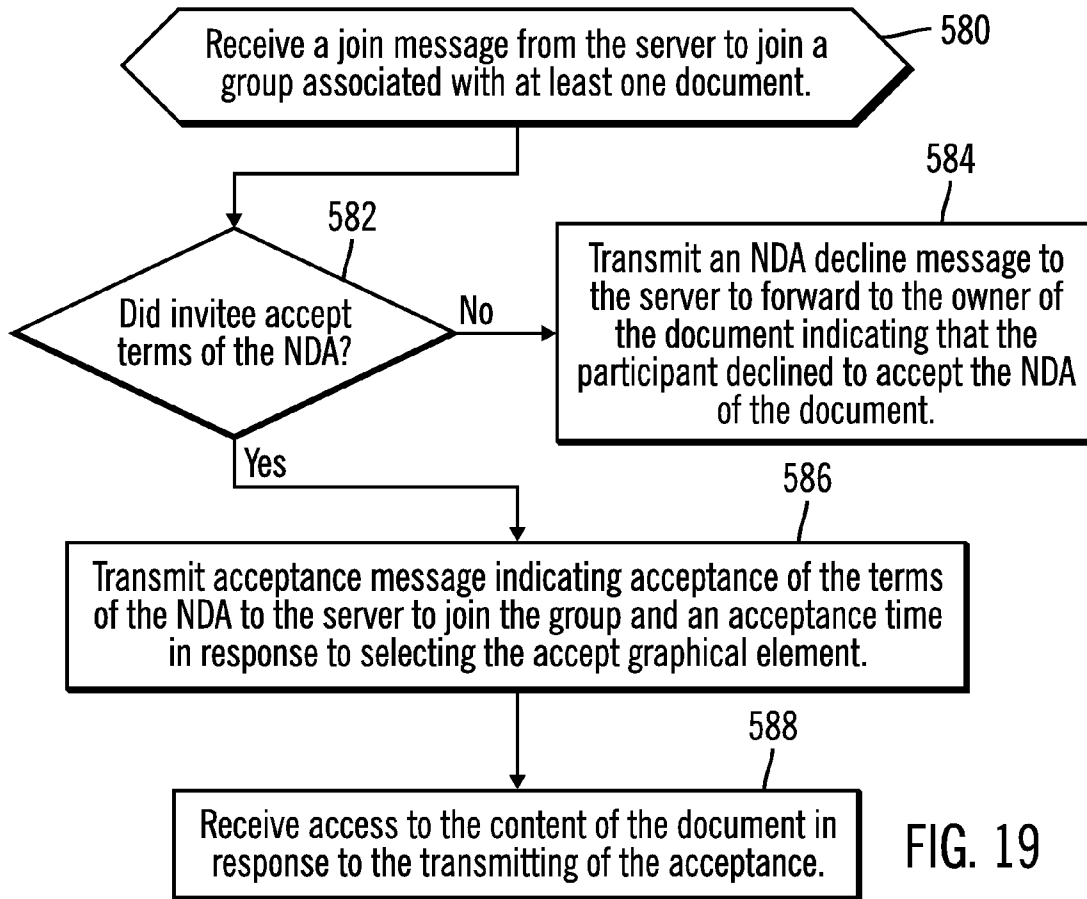 Receive a join message from the server to join a
group associated with at least one document.
580
582
Did invitee accept
terms of the NDA?
No
584
Transmit an NDA decline message to
the server to forward to the owner of
the document indicating that the
participant declined to accept the NDA
of the document.
Yes
586
Transmit acceptance message indicating acceptance of the terms
of the NDA to the server to join the group and an acceptance time
in response to selecting the accept graphical element.
588
Receive access to the content of the document in
response to the transmitting of the acceptance.
FIG. 19